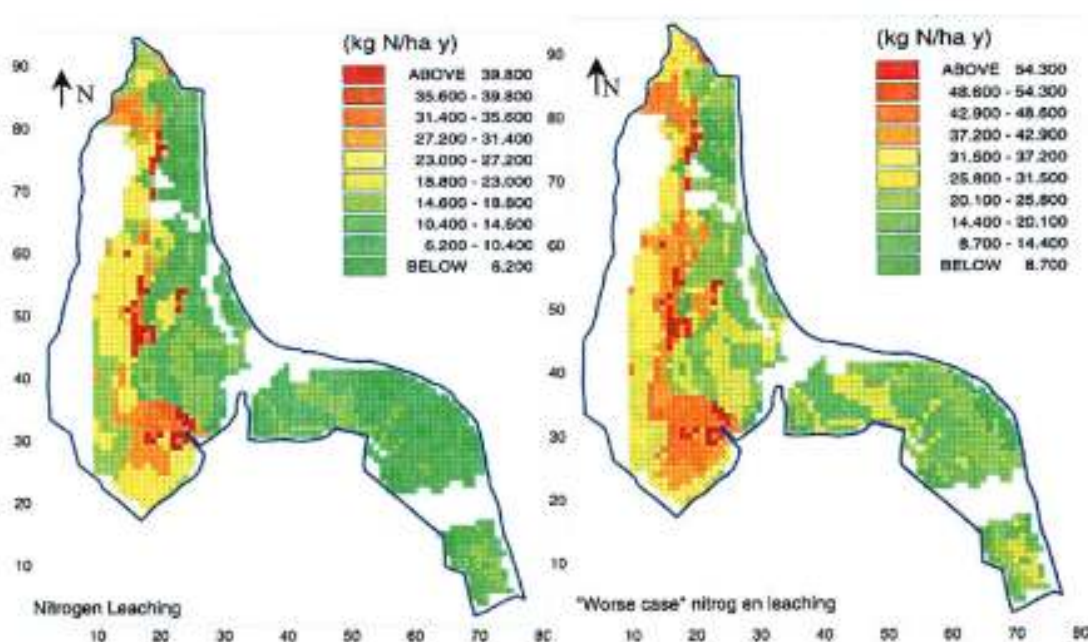 (kg N/ha y)
ABOVE 39.800
35.600 - 39.800
31.400 - 35.600
27.200 - 31.400
23.000 - 27.200
18.800 - 23.000
14.600 - 18.800
10.400 - 14.600
6.200 - 10.400
BELOW 6.200
N
90
80
70
60
50
40
30
20
10
Nitrogen Leaching
10 20 30 40 50 60 70 80
(kg N/ha y)
ABOVE 54.300
48.600 - 54.300
42.900 - 48.600
37.200 - 42.900
31.500 - 37.200
25.800 - 31.500
20.100 - 25.800
14.400 - 20.100
8.700 - 14.400
BELOW 8.700
N
90
80
70
60
50
40
30
20
10
"Worse case" nitrog en leaching
10 20 30 40 50 60 70 80